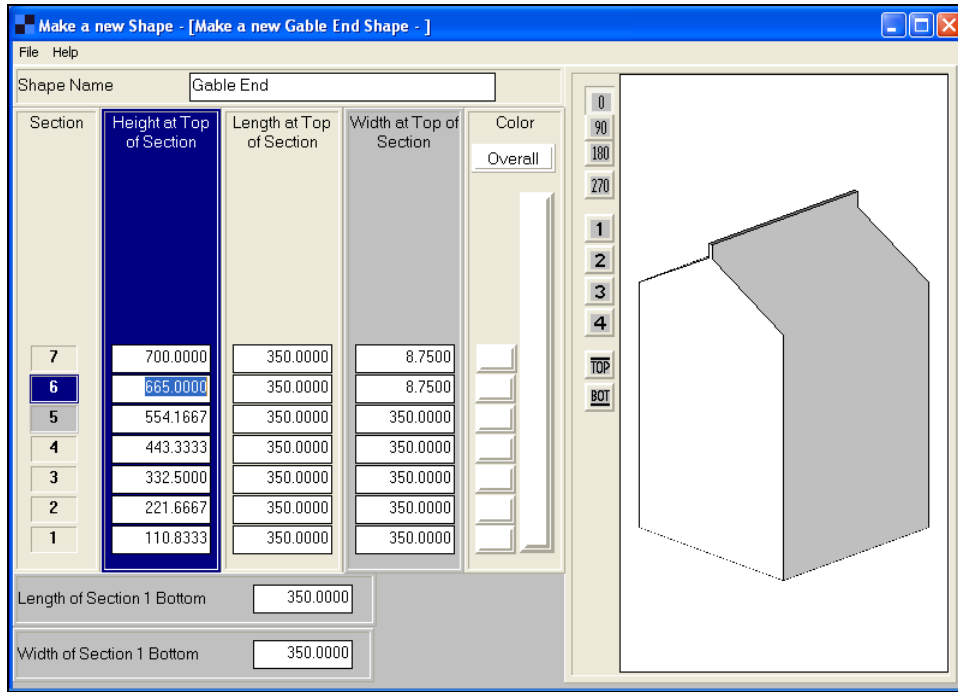 Make a new Shape - [Make a new Gable End Shape - ]
File Help
Shape Name Gable End
Section Height at Top of Section Length at Top of Section Width at Top of Section Color
Overall
7 700.0000 350.0000 8.7500
6 665.0000 350.0000 8.7500
5 554.1667 350.0000 350.0000
4 443.3333 350.0000 350.0000
3 332.5000 350.0000 350.0000
2 221.6667 350.0000 350.0000
1 110.8333 350.0000 350.0000
Length of Section 1 Bottom 350.0000
Width of Section 1 Bottom 350.0000
0
90
180
270
1
2
3
4
TOP
BOT